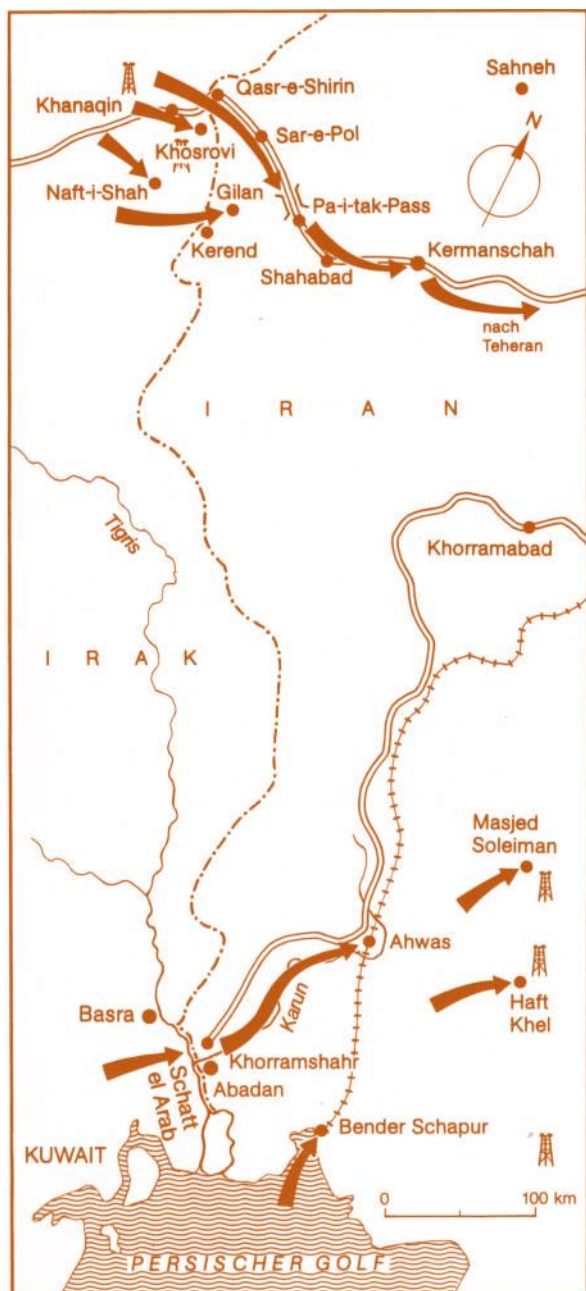 Qasr-e-Shirin
Sahneh
Khanaqin
Khosrovi
Sar-e-Pol
N
Naft-i-Shah
Gilan
Pa-i-tak-Pass
Kerend
Shahabad
Kermanschah
nach
Teheran
I R A N
Tigris
Khorramabad
I R A K
Masjed
Soleiman
Ahwas
Basra
Karun
Haft
Khel
Khorramshahr
Abadan
Schatt
el Arab
Bender Schapur
KUWAIT
0 100 km
PERSISCHER GOLF